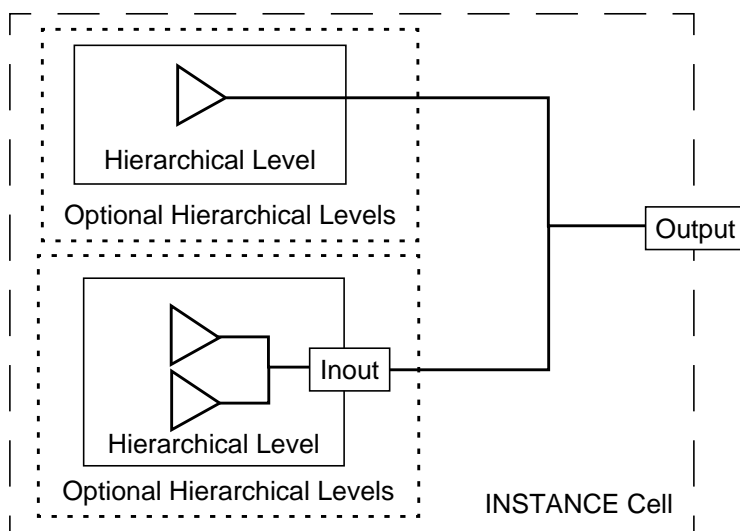 Hierarchical Level
Optional Hierarchical Levels
Output
Inout
Hierarchical Level
Optional Hierarchical Levels
INSTANCE Cell